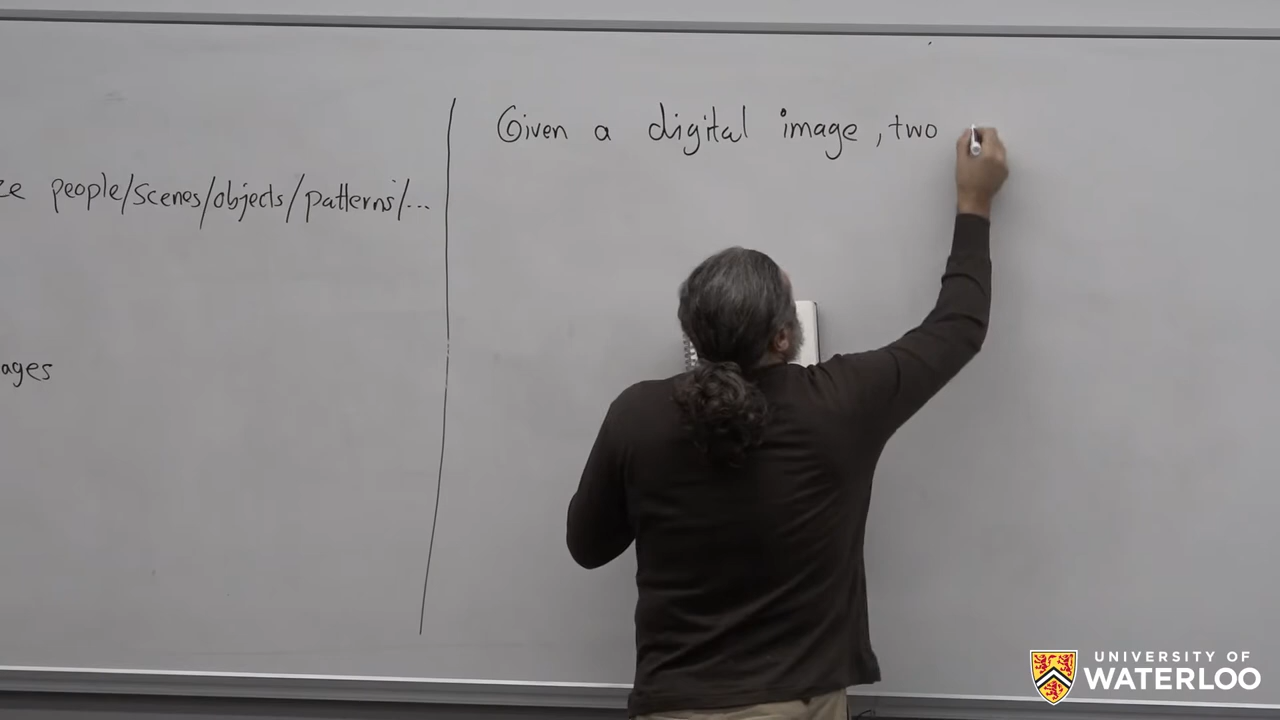 people/scenes/objects/patterns/...
ages
Given a digital image, two
UNIVERSITY OF
WATERLOO